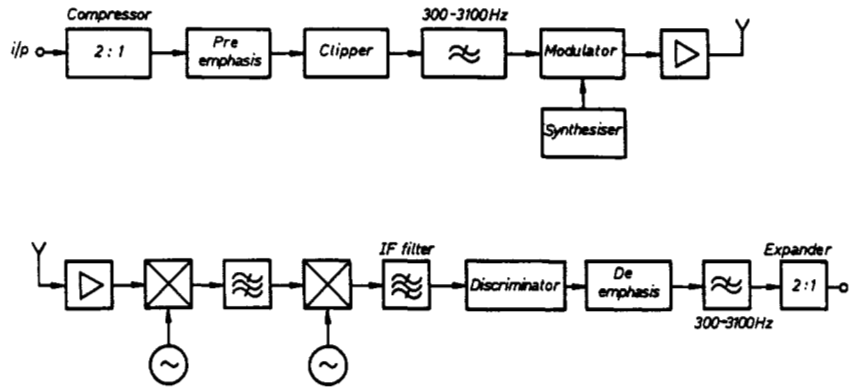 Compressor
300-3100Hz
i/p
2:1
Pre
emphasis
Clipper
Modulator
Synthesiser
IF filter
Expander
Discriminator
De
emphasis
2:1
300-3100Hz